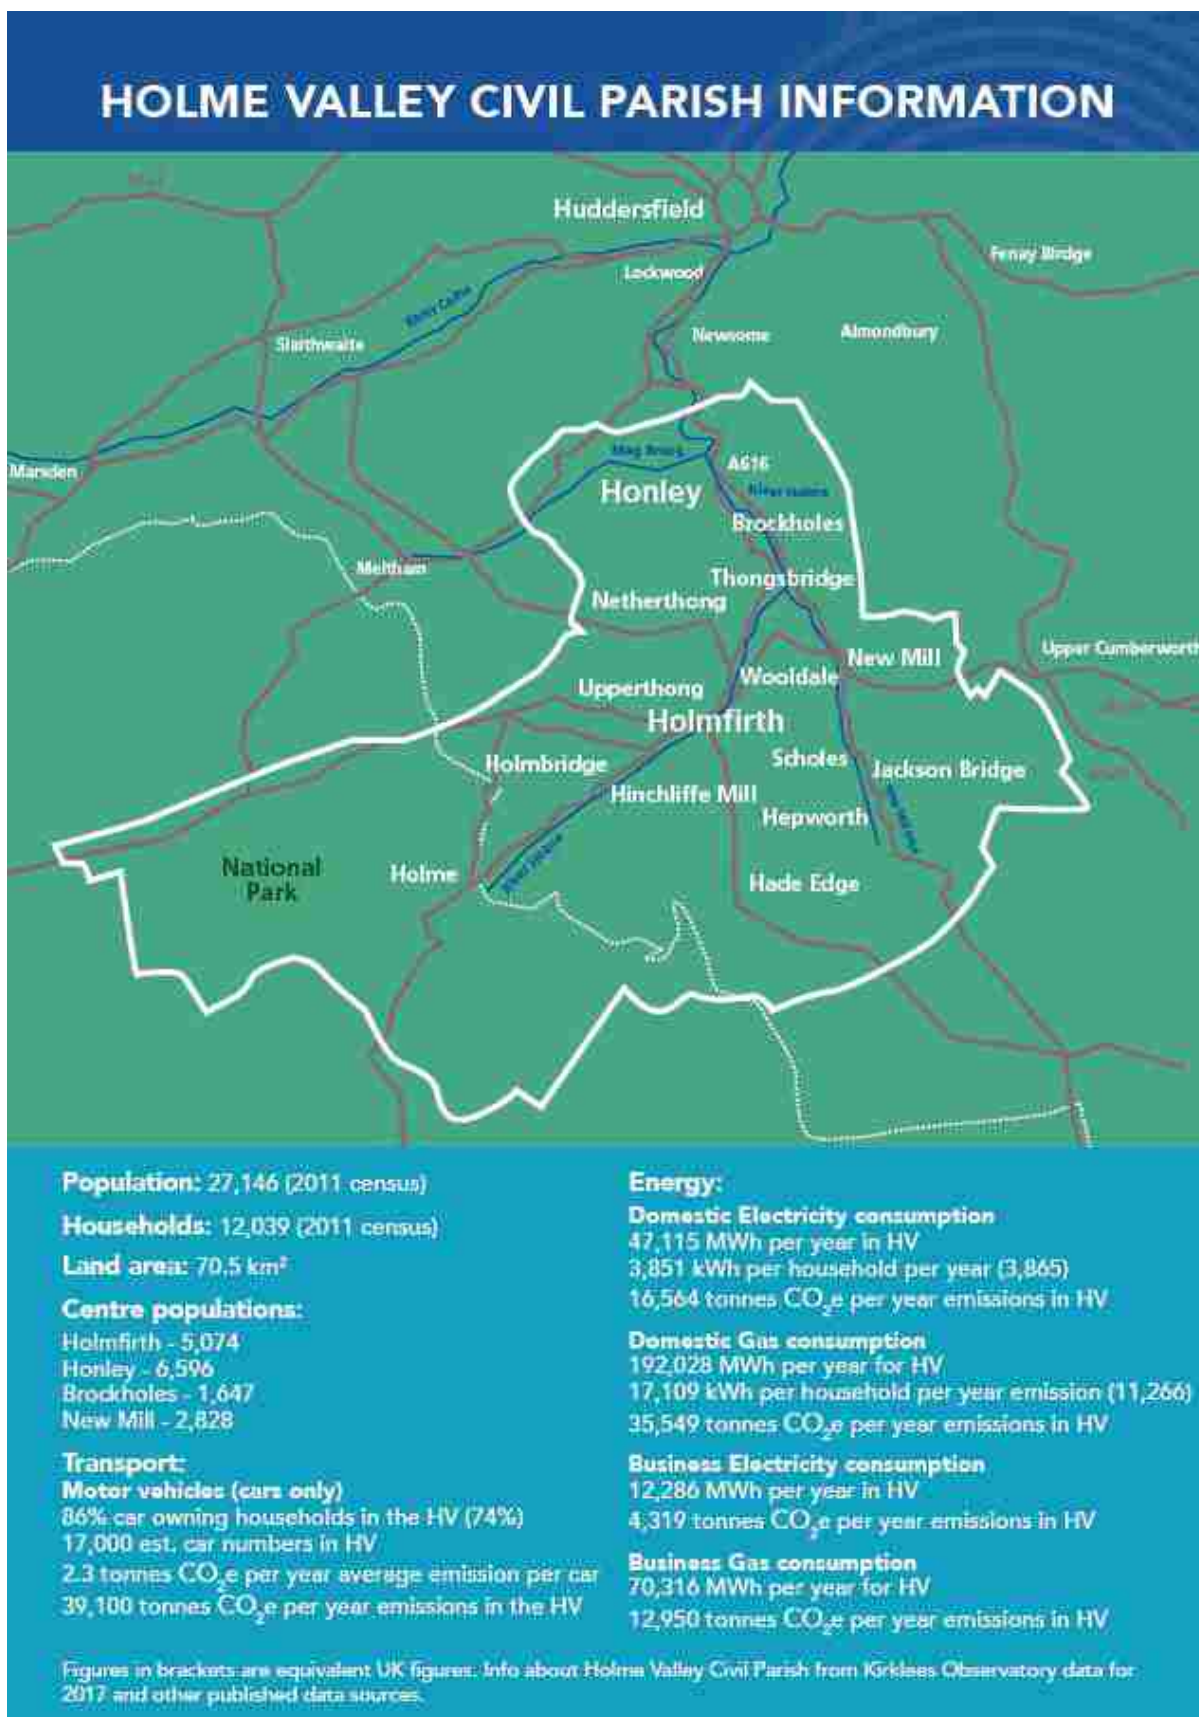 HOLME VALLEY CIVIL PARISH INFORMATION
Huddersfield
Fenay Bridge
Lockwood
River Colne
Newsome
Almondbury
Slaithwaite
Marsden
Mag Brook
A616
Honley
River Holme
Brockholes
Meltham
Thongsbridge
Netherthong
Upper Cumberworth
New Mill
Wooldale
Upperthong
Holmfirth
Scholes
Holmbridge
Jackson Bridge
Hinchliffe Mill
Hepworth
National
Park
Holme
River Holme
Hade Edge
Population: 27,146 (2011 census)
Households: 12,039 (2011 census)
Land area: 70.5 km²
Centre populations:
Holmfirth - 5,074
Honley - 6,596
Brockholes - 1,647
New Mill - 2,828
Transport:
Motor vehicles (cars only)
86% car owning households in the HV (74%)
17,000 est. car numbers in HV
2.3 tonnes CO₂e per year average emission per car
39,100 tonnes CO₂e per year emissions in the HV
Energy:
Domestic Electricity consumption
47,115 MWh per year in HV
3,851 kWh per household per year (3,865)
16,564 tonnes CO₂e per year emissions in HV
Domestic Gas consumption
192,028 MWh per year for HV
17,109 kWh per household per year emission (11,266)
35,549 tonnes CO₂e per year emissions in HV
Business Electricity consumption
12,286 MWh per year in HV
4,319 tonnes CO₂e per year emissions in HV
Business Gas consumption
70,316 MWh per year for HV
12,950 tonnes CO₂e per year emissions in HV
Figures in brackets are equivalent UK figures. Info about Holme Valley Civil Parish from Kirklees Observatory data for
2017 and other published data sources.